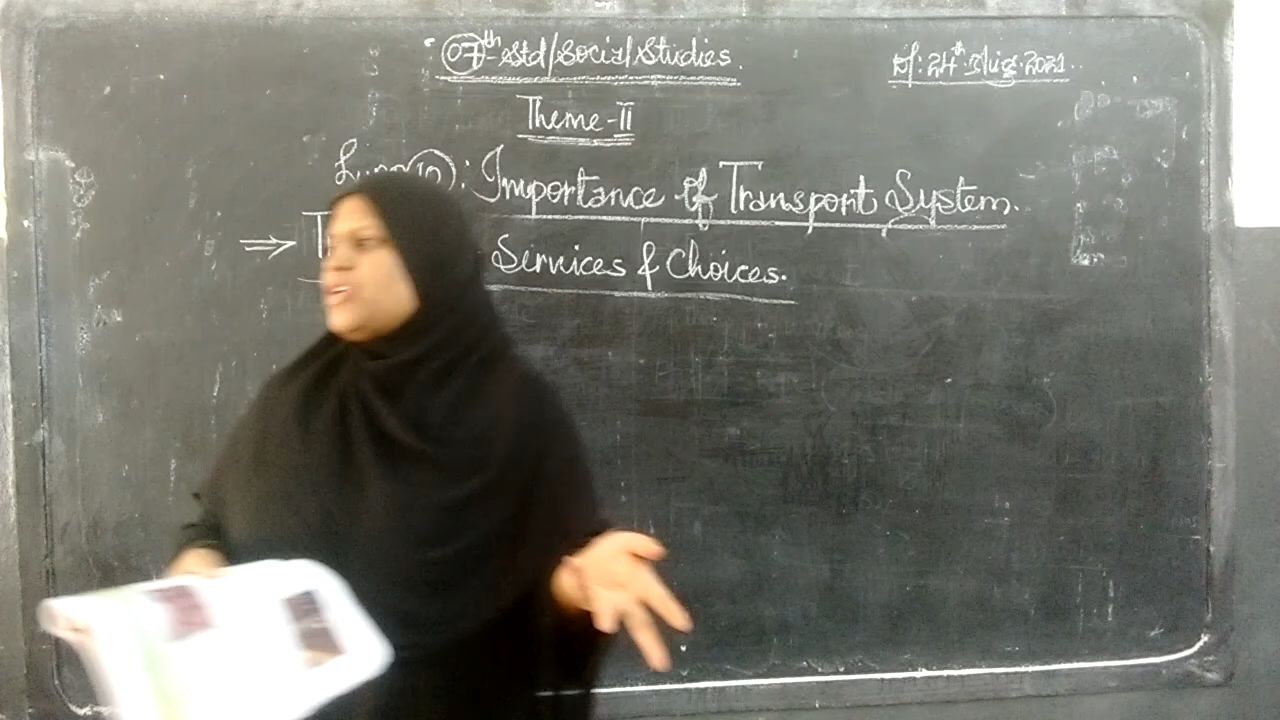 07th Std/Social Studies.
Dt: 24th Aug. 2021..
Theme-II
: Importance of Transport System.
⇒ Services & Choices.